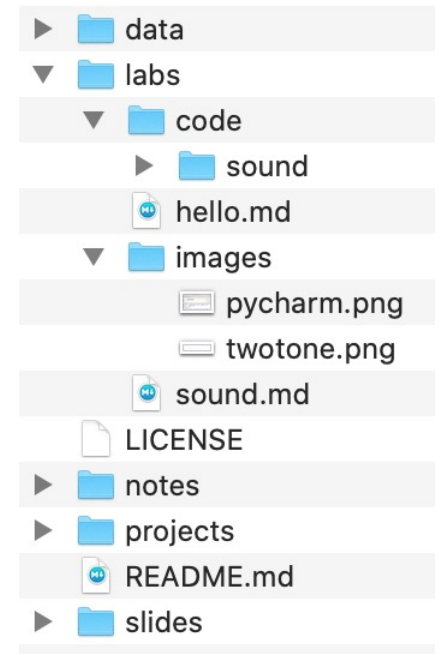 data
labs
code
sound
hello.md
images
pycharm.png
twotone.png
sound.md
LICENSE
notes
projects
README.md
slides